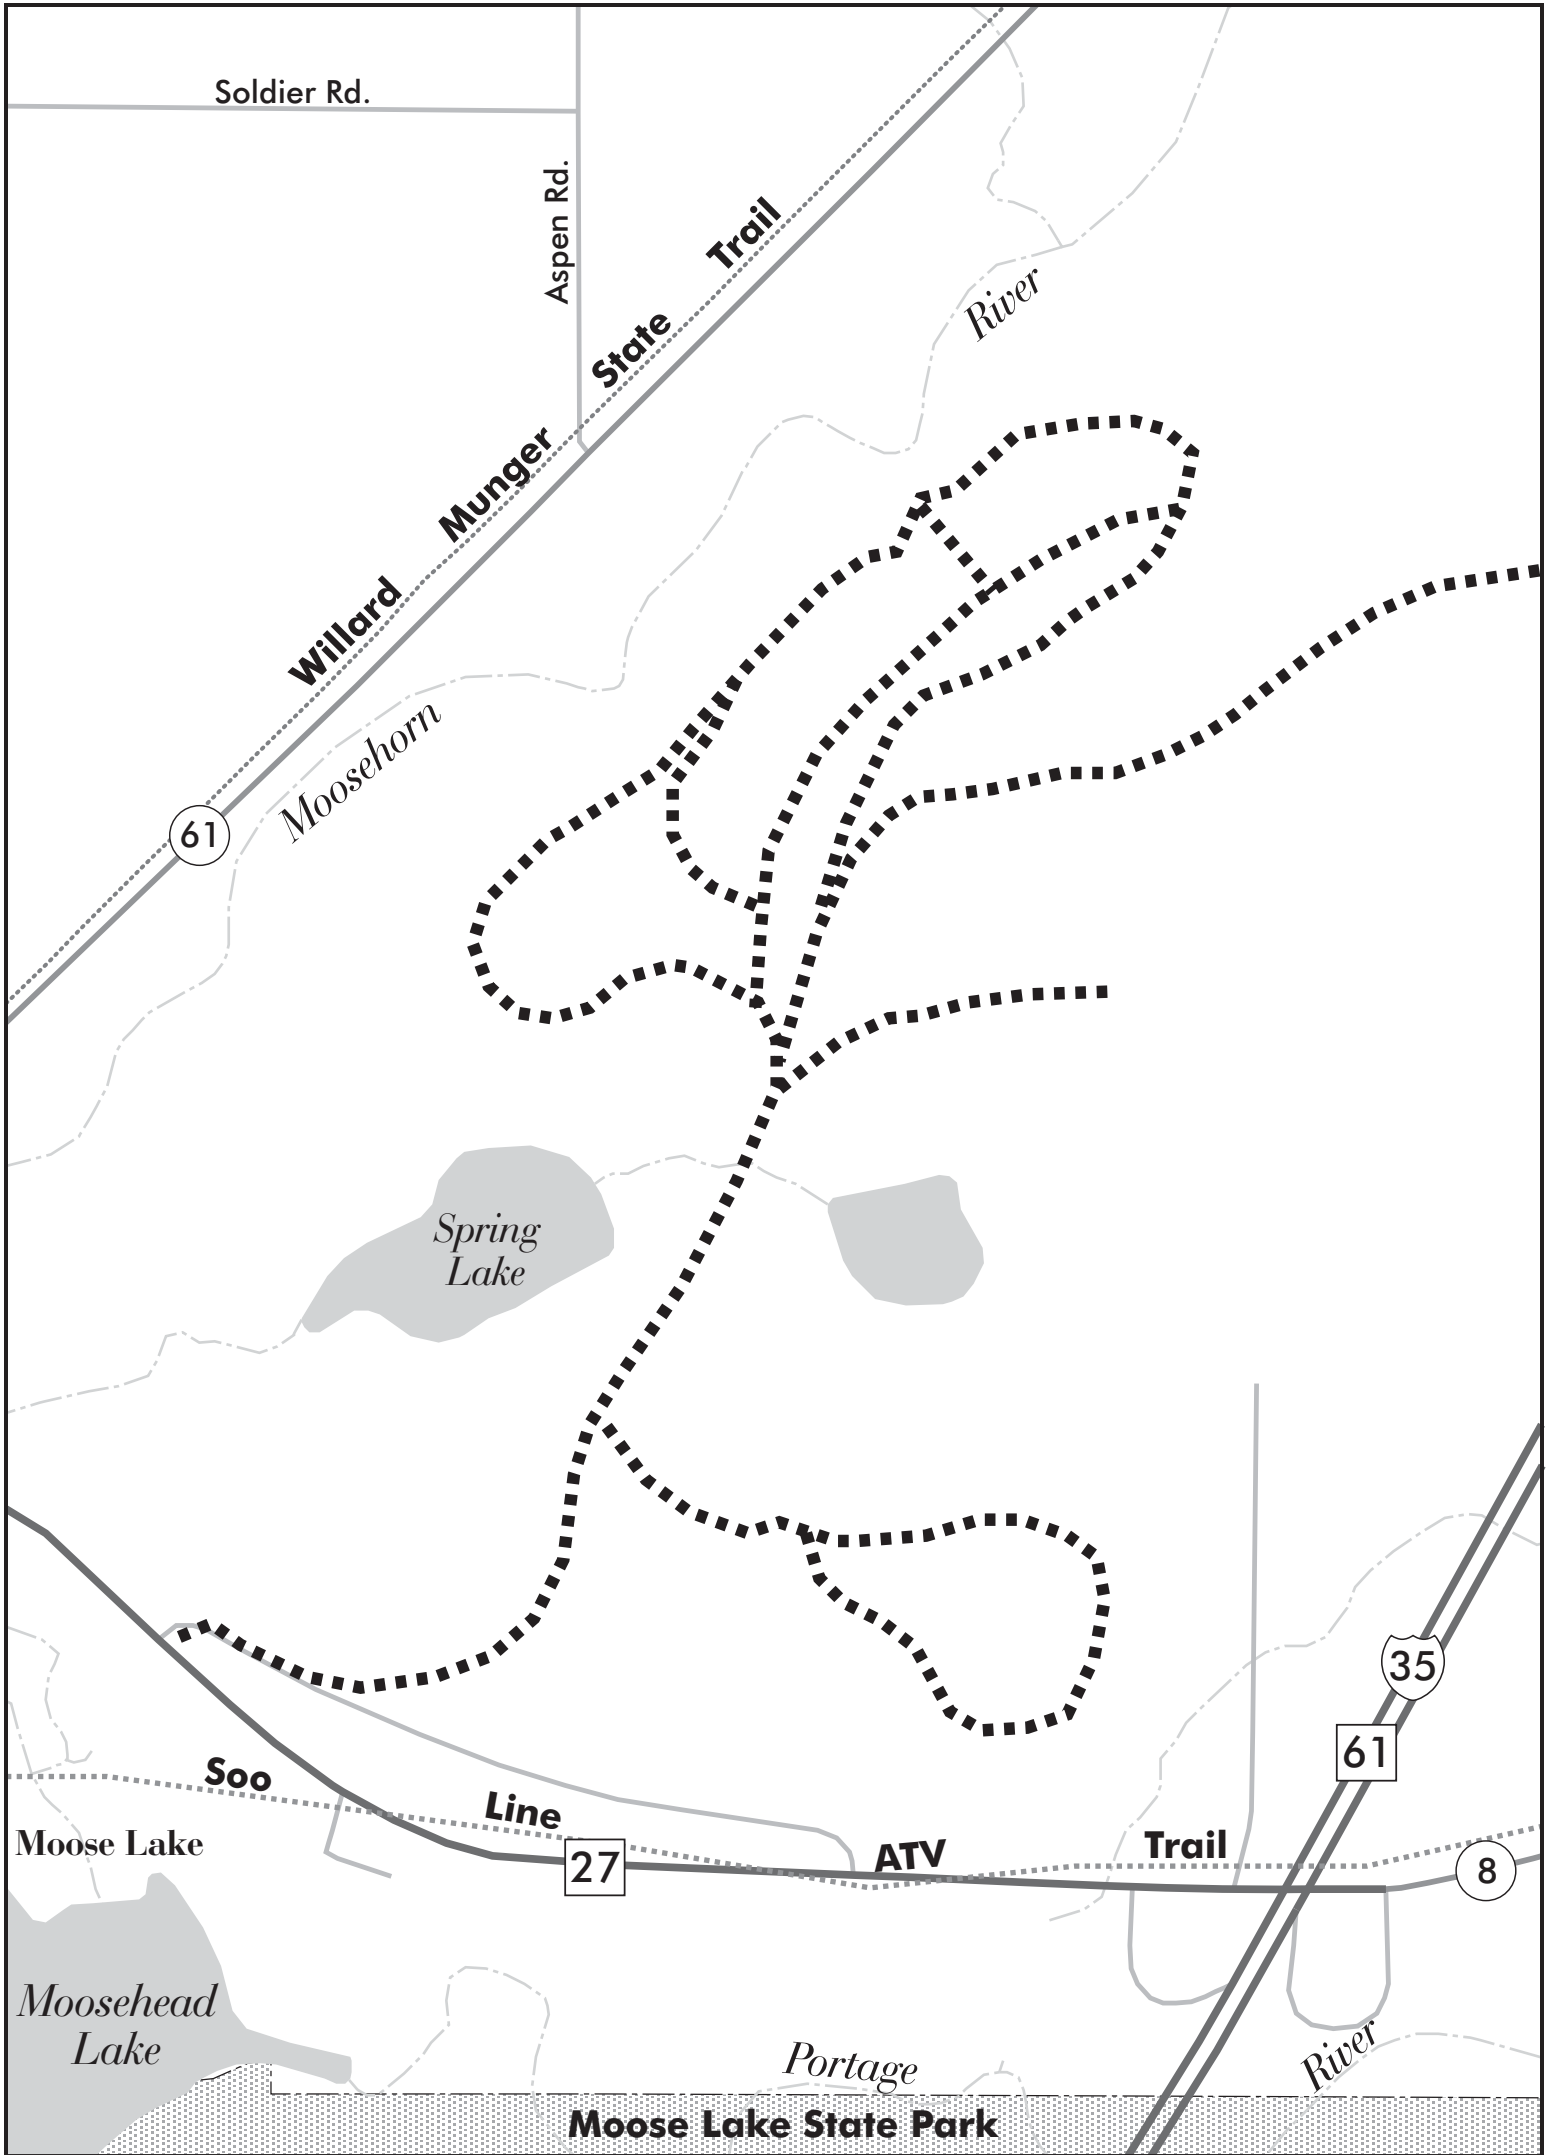 Soldier Rd.
Aspen Rd.
Willard Munger State Trail
River
Moosehorn
61
Spring
Lake
35
61
Soo Line ATV Trail
Moose Lake
27
8
Moosehead
Lake
Portage
River
Moose Lake State Park